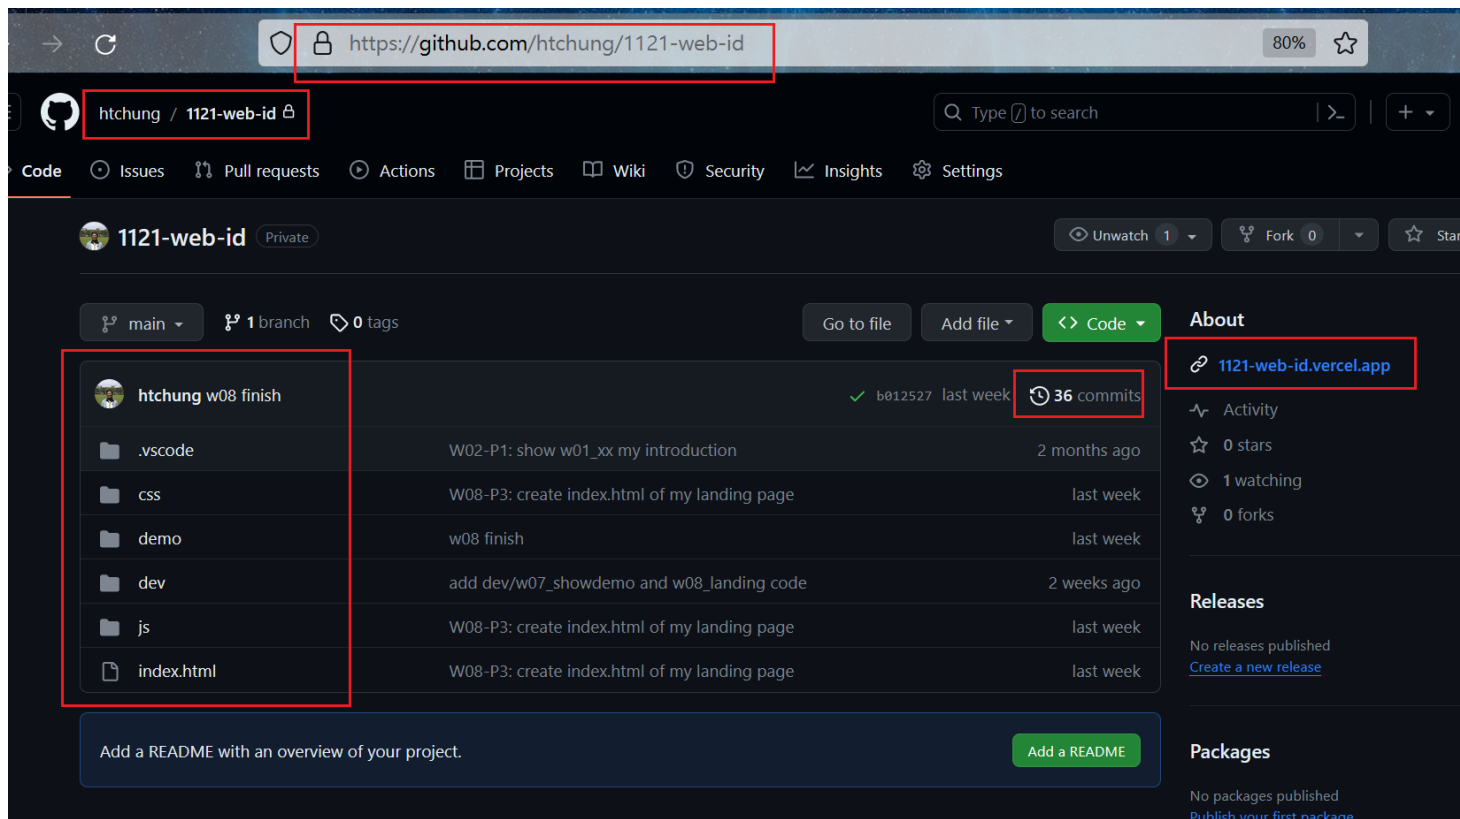 https://github.com/htchung/1121-web-id
80%
htchung / 1121-web-id
Type / to search
Code
Issues
Pull requests
Actions
Projects
Wiki
Security
Insights
Settings
1121-web-id Private
Unwatch 1
Fork 0
Star
main
1 branch
0 tags
Go to file
Add file
<> Code
htchung w08 finish
b012527 last week
36 commits
.vscode W02-P1: show w01_xx my introduction 2 months ago
css W08-P3: create index.html of my landing page last week
demo w08 finish last week
dev add dev/w07_showdemo and w08_landing code 2 weeks ago
js W08-P3: create index.html of my landing page last week
index.html W08-P3: create index.html of my landing page last week
Add a README with an overview of your project.
Add a README
About
1121-web-id.vercel.app
Activity
0 stars
1 watching
0 forks
Releases
No releases published
Create a new release
Packages
No packages published
Publish your first package